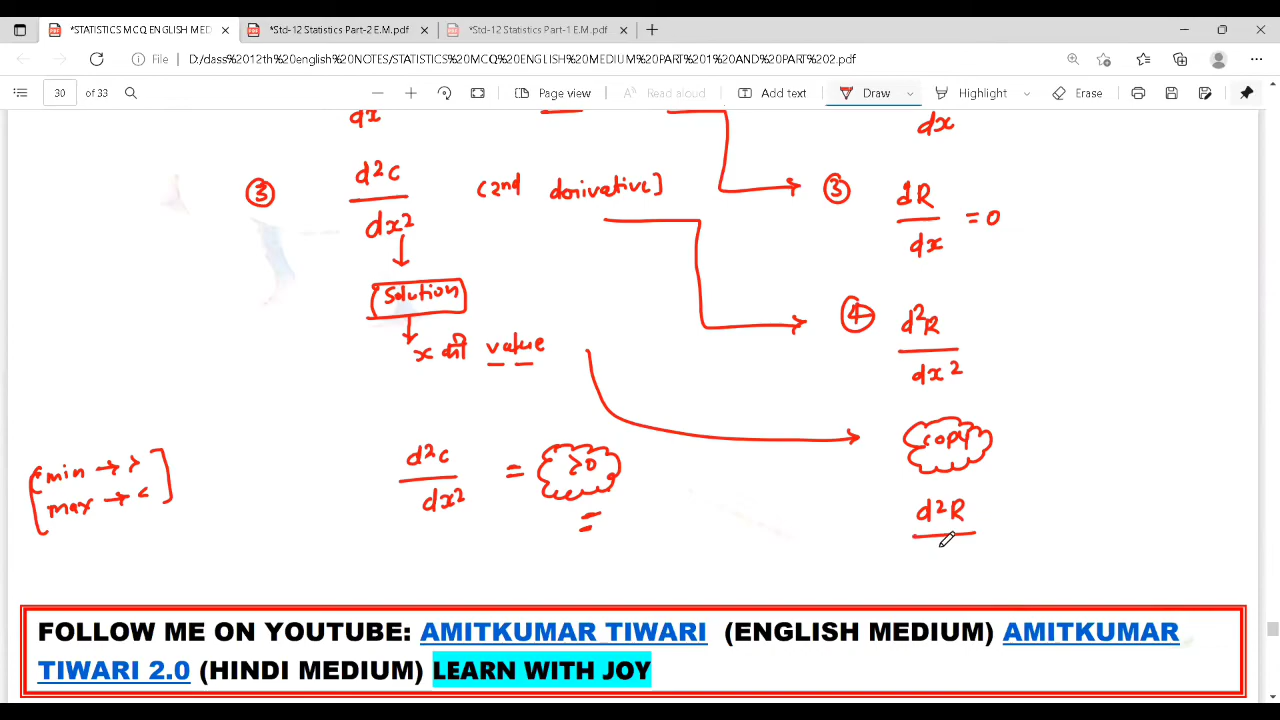 *STATISTICS MCQ ENGLISH MED
*Std-12 Statistics Part-2 E.M.pdf
*Std-12 Statistics Part-1 E.M.pdf
File
D:/dass%2012th%20english%20NOTES/STATISTICS%20MCQ%20ENGLISH%20MEDIUM%20PART%201%20AND%20PART%202.pdf
30 of 33
Page view
Read aloud
Add text
Draw
Highlight
Erase
dx
dx
③ d²c
dx²
(2nd derivative]
③ dR
dx
= 0
Solution
x की value
④ d²R
dx²
copy
min → >
max → <
d²c
dx²
= >0
=
d²R
FOLLOW ME ON YOUTUBE: AMITKUMAR TIWARI (ENGLISH MEDIUM) AMITKUMAR
TIWARI 2.0 (HINDI MEDIUM) LEARN WITH JOY